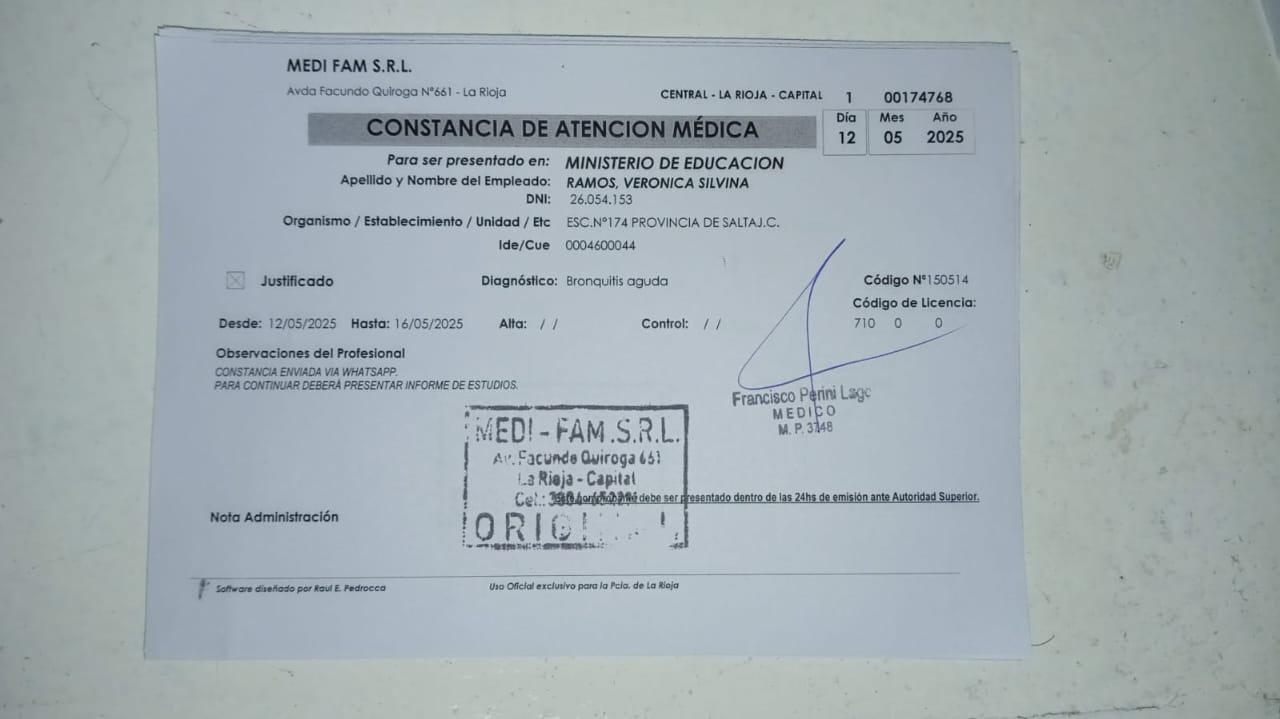 MEDI FAM S.R.L.
Avda Facundo Quiroga Nº661 - La Rioja
CENTRAL - LA RIOJA - CAPITAL 1 00174768
CONSTANCIA DE ATENCION MÉDICA
Día Mes Año
12 05 2025
Para ser presentado en: MINISTERIO DE EDUCACION
Apellido y Nombre del Empleado: RAMOS, VERONICA SILVINA
DNI: 26.054.153
Organismo / Establecimiento / Unidad / Etc ESC.Nº174 PROVINCIA DE SALTAJ.C.
Ide/Cue 0004600044
Justificado Diagnóstico: Bronquitis aguda Código Nº150514
Código de Licencia:
Desde: 12/05/2025 Hasta: 16/05/2025 Alta: / / Control: / / 710 0 0
Observaciones del Profesional
CONSTANCIA ENVIADA VIA WHATSAPP.
PARA CONTINUAR DEBERÁ PRESENTAR INFORME DE ESTUDIOS.
Francisco Perini Lago
MEDICO
M. P. 3748
MEDI - FAM .S.R.L.
Av. Facundo Quiroga 661
La Rioja - Capital
Cel.:
debe ser presentado dentro de las 24hs de emisión ante Autoridad Superior.
Nota Administración
Software diseñado por Raul E. Pedrocca
Uso Oficial exclusivo para la Pcia. de La Rioja